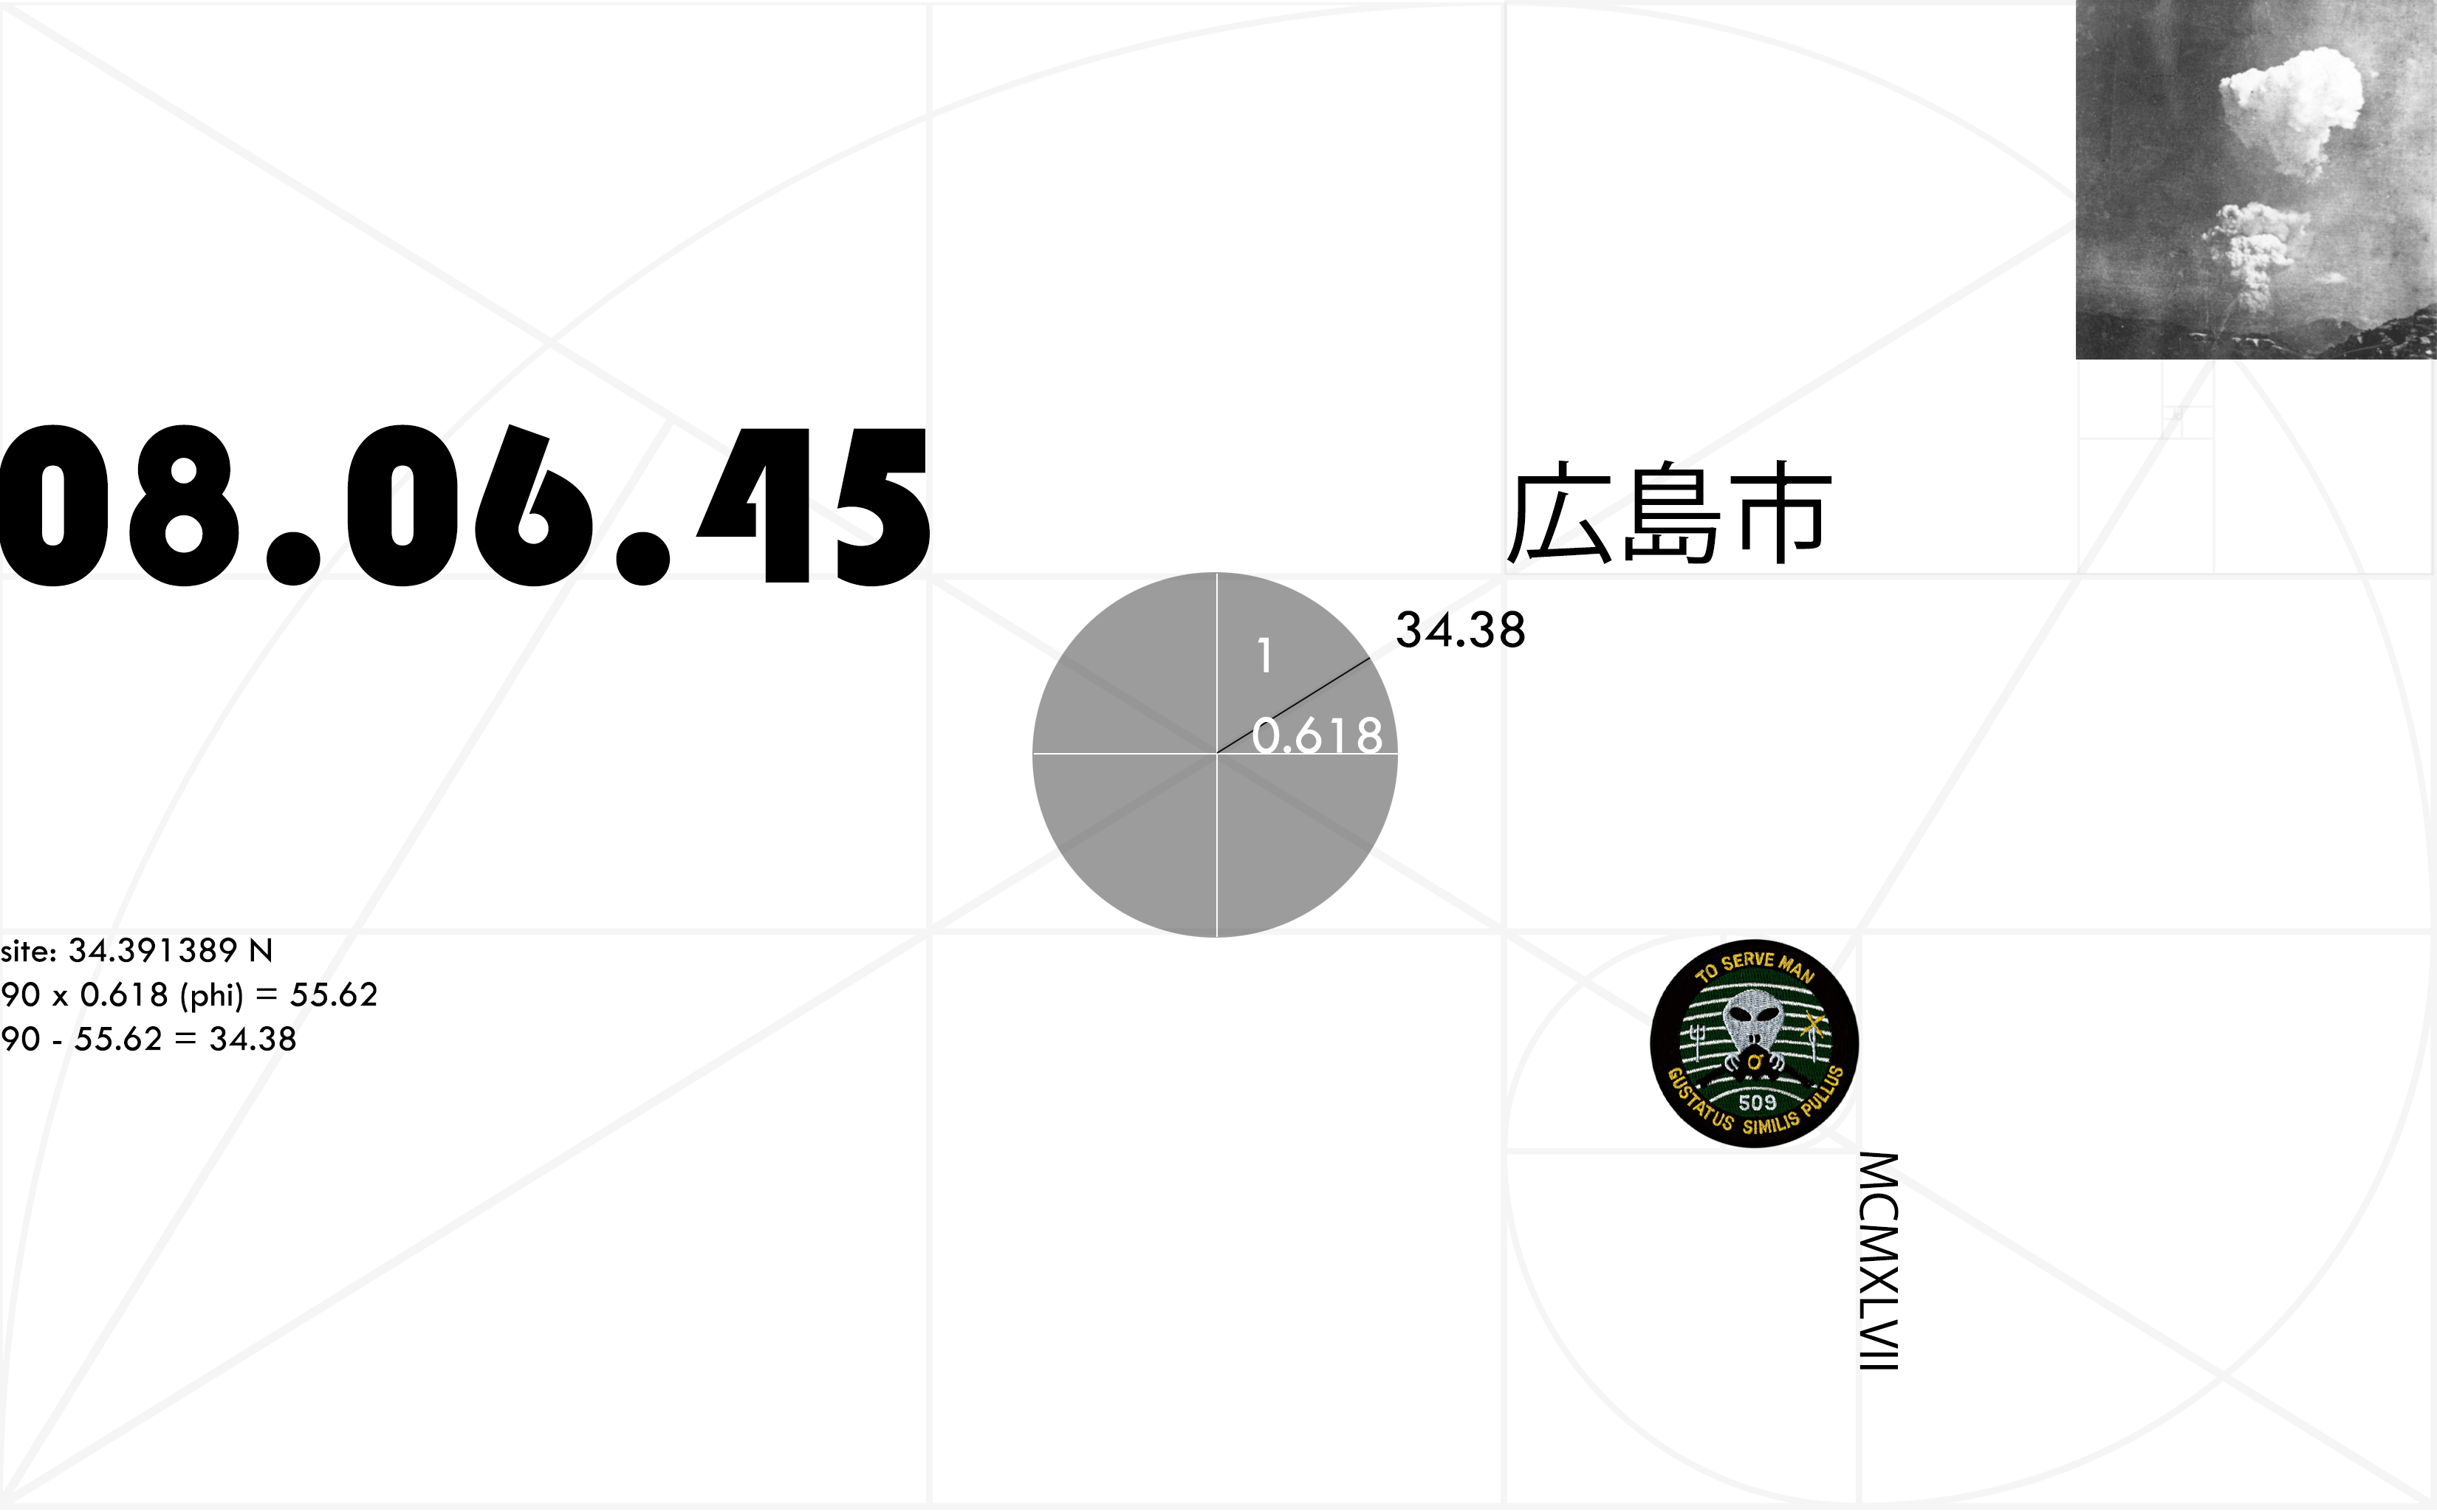 08.06.45
広島市
34.38
1
0.618
site: 34.391389 N
90 x 0.618 (phi) = 55.62
90 - 55.62 = 34.38
TO SERVE MAN
509
GUSTATUS SIMILIS PULLUS
MCMXLVII